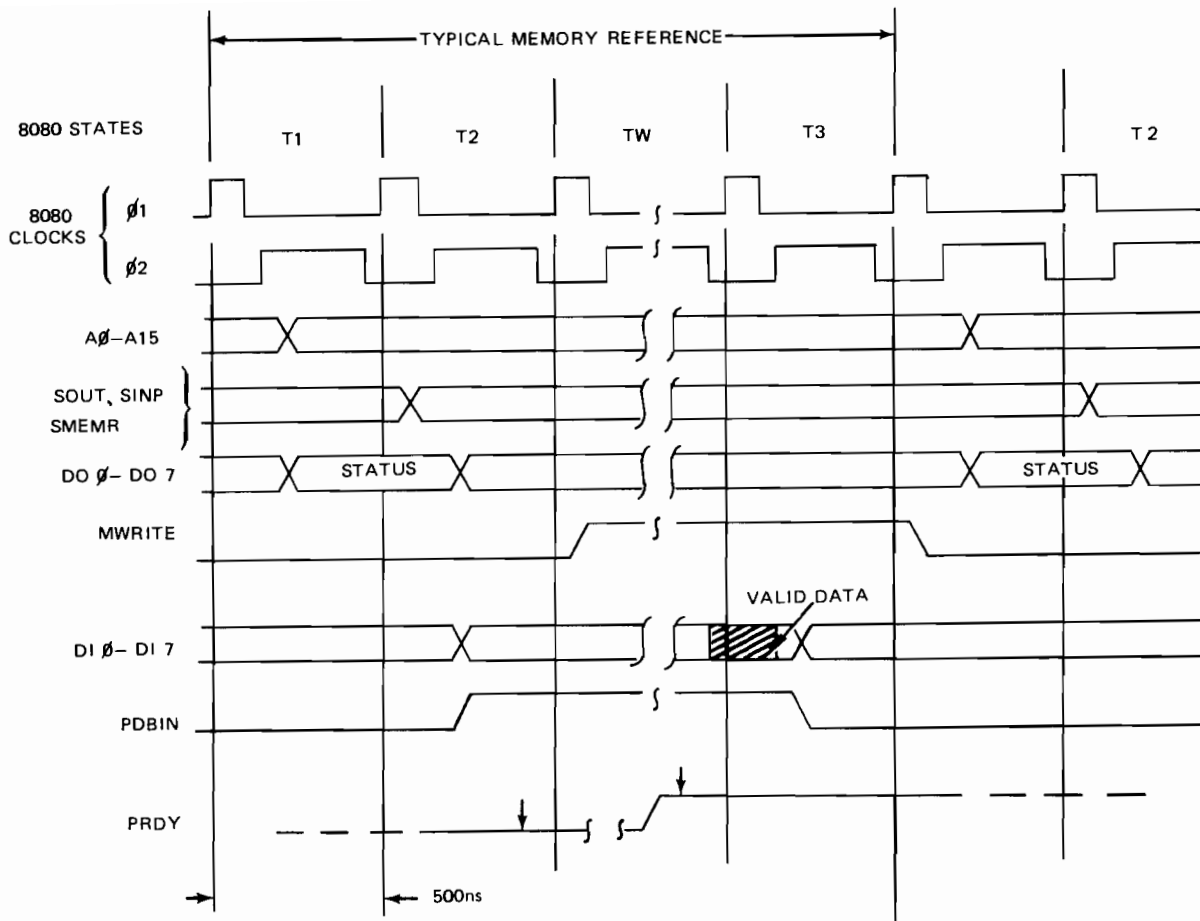 TYPICAL MEMORY REFERENCE
8080 STATES
T1
T2
TW
T3
T2
8080
CLOCKS
Ø1
Ø2
AØ–A15
SOUT, SINP
SMEMR
DO Ø– DO 7
STATUS
STATUS
MWRITE
VALID DATA
DI Ø– DI 7
PDBIN
PRDY
500ns